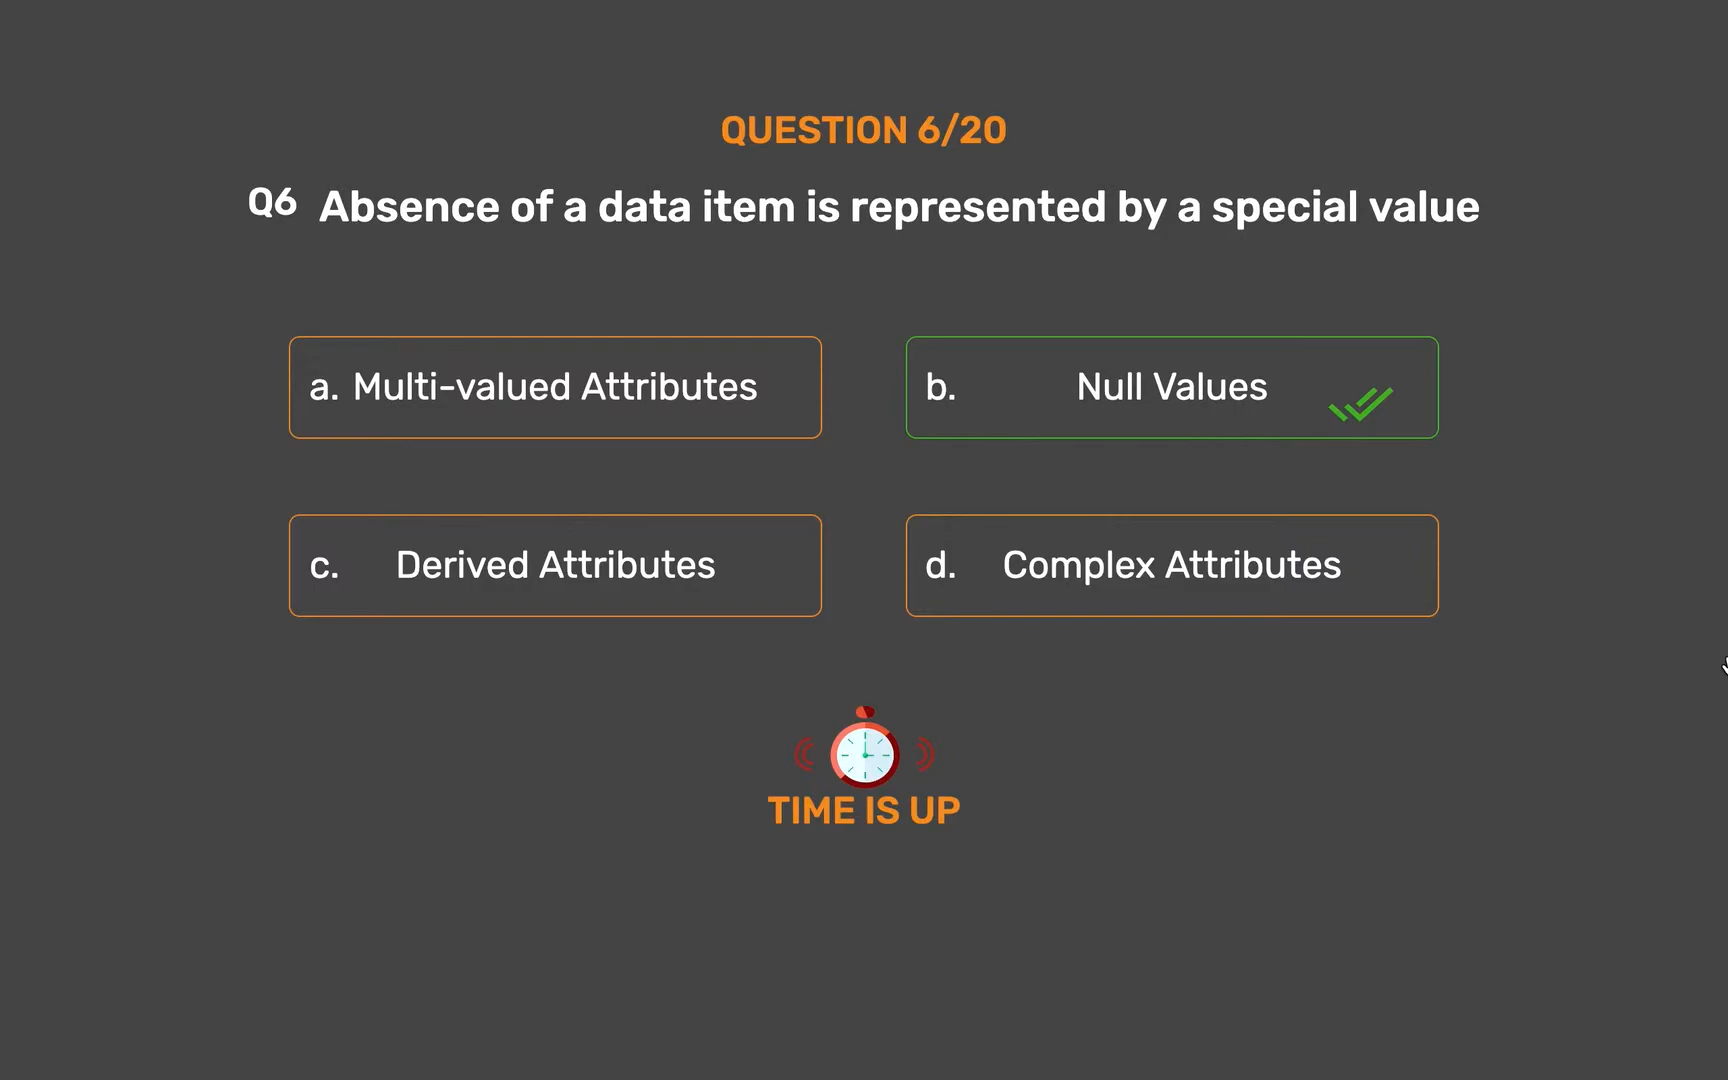 QUESTION 6/20
Q6 Absence of a data item is represented by a special value
a. Multi-valued Attributes
b. Null Values
c. Derived Attributes
d. Complex Attributes
TIME IS UP